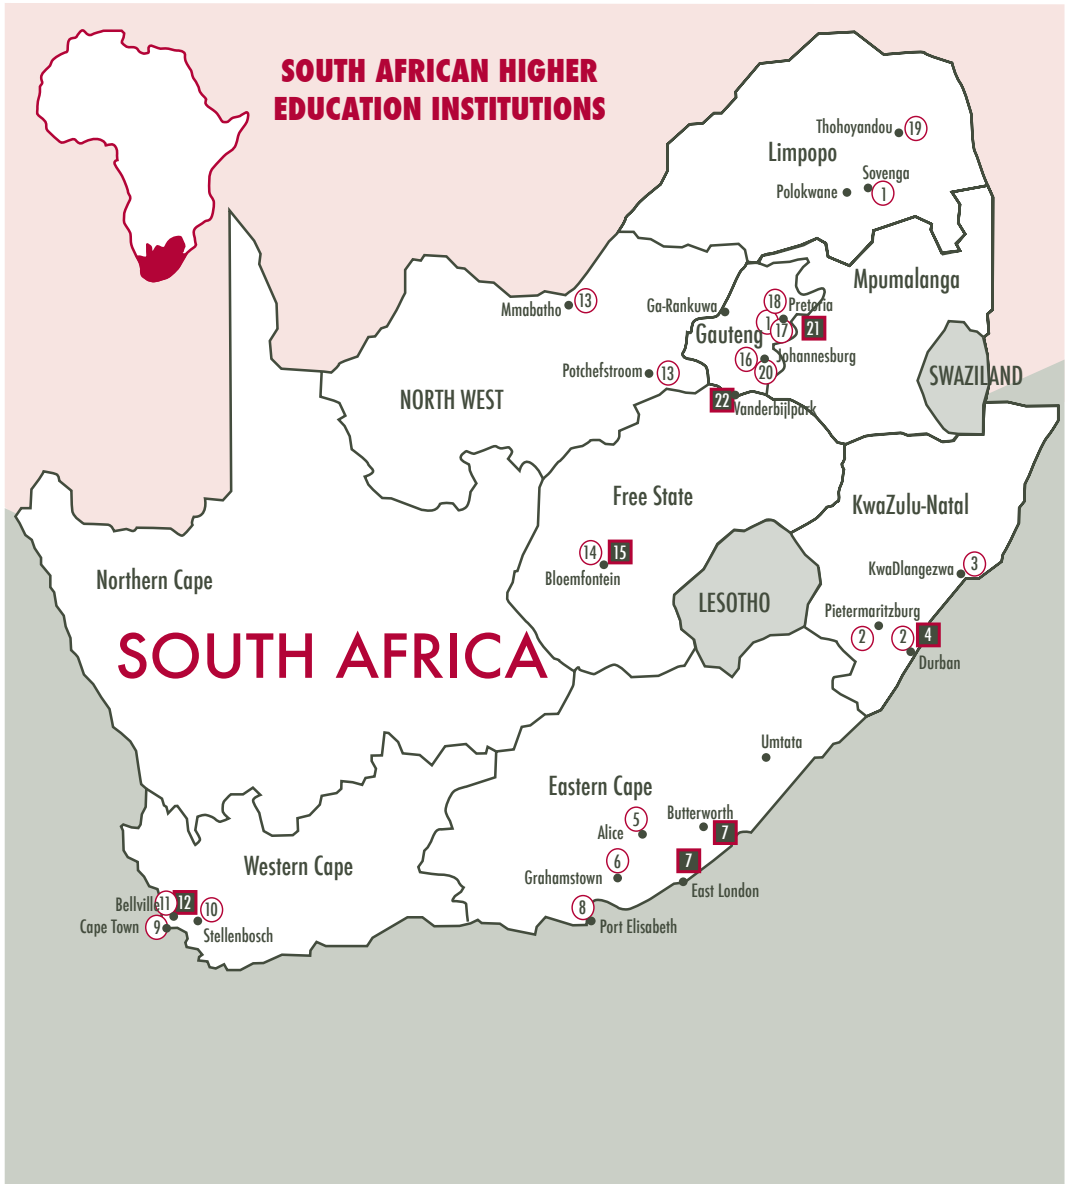 SOUTH AFRICAN HIGHER
EDUCATION INSTITUTIONS
Thohoyandou
19
Limpopo
Sovenga
Polokwane
1
Mpumalanga
Mmabatho
13
Ga-Rankuwa
18
Pretoria
1
17
21
Gauteng
16
Johannesburg
20
Potchefstroom
13
SWAZILAND
NORTH WEST
22
Vanderbijlpark
Free State
KwaZulu-Natal
14
15
Bloemfontein
KwaDlangezwa
3
Northern Cape
LESOTHO
Pietermaritzburg
2
2
4
Durban
SOUTH AFRICA
Umtata
Eastern Cape
5
Alice
Butterworth
7
6
Grahamstown
7
East London
Western Cape
Bellville
11
12
10
Cape Town
9
Stellenbosch
8
Port Elisabeth